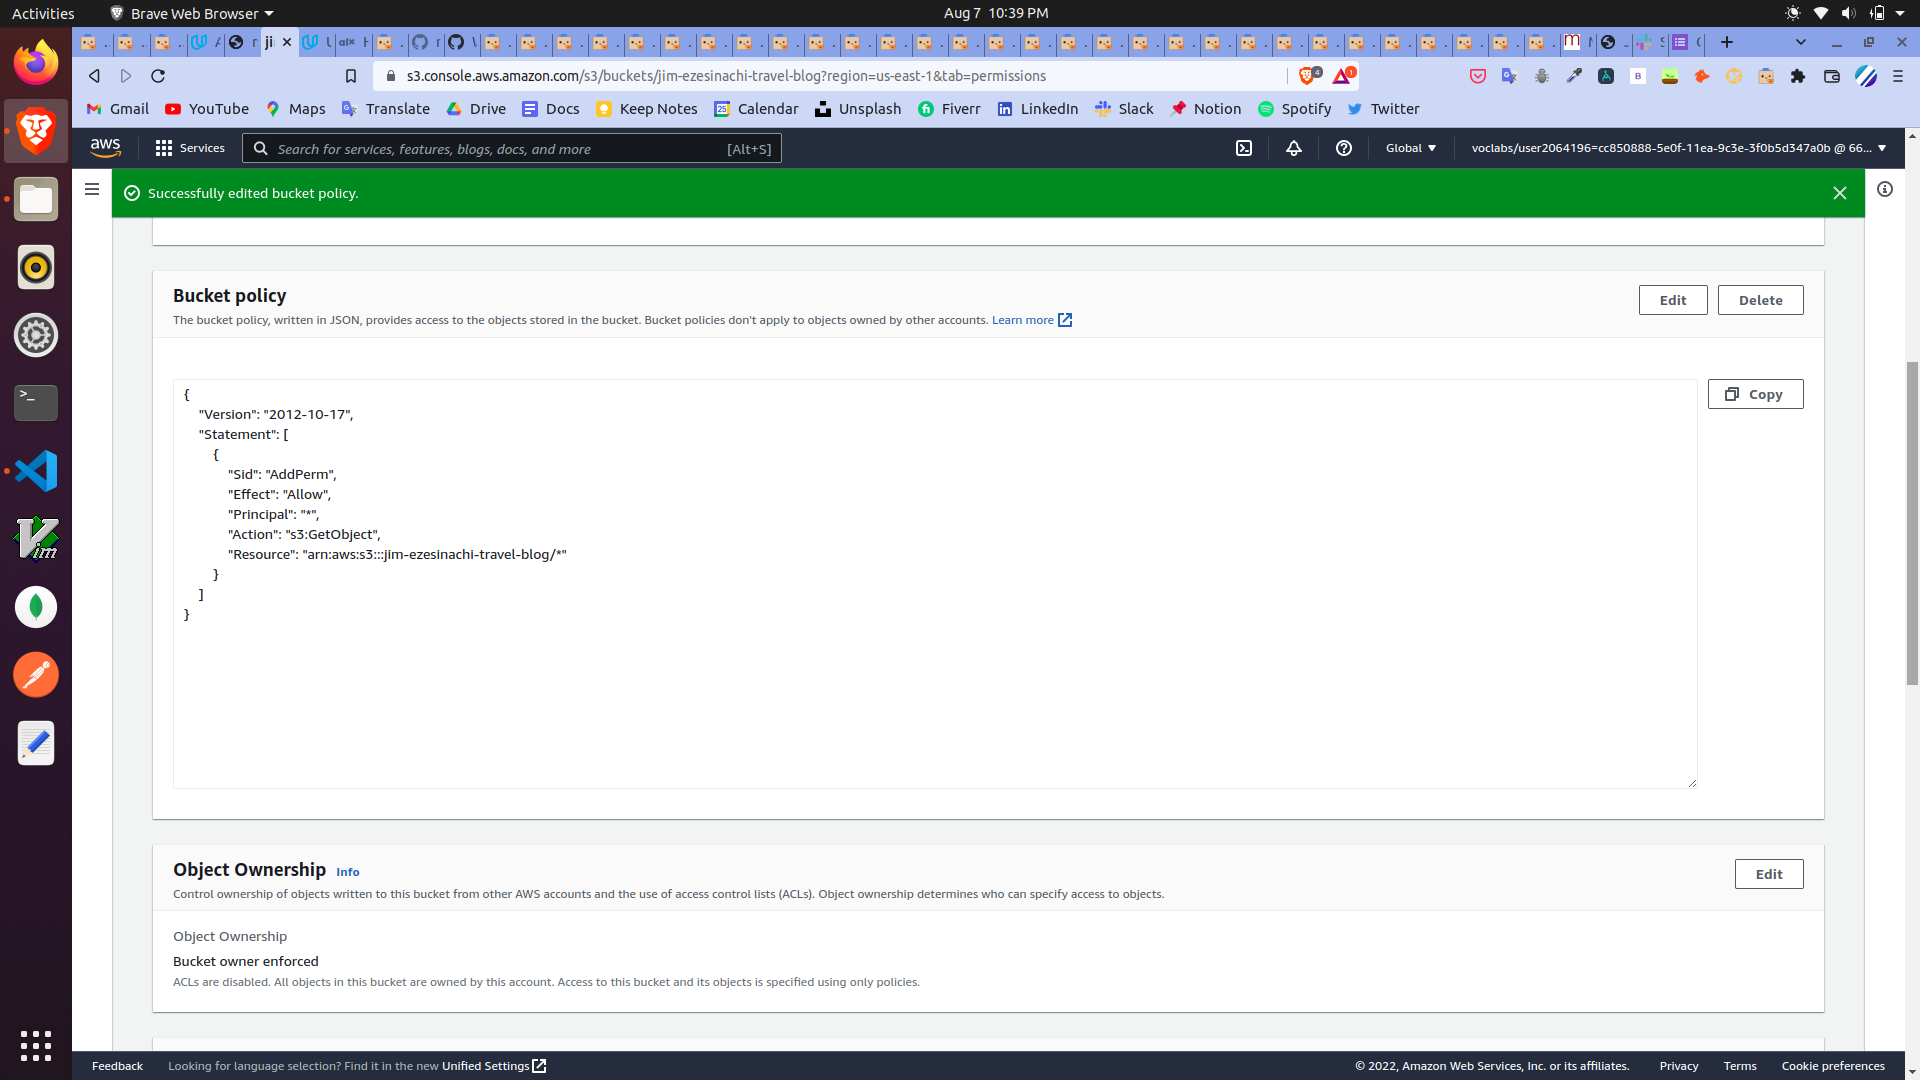 Activities
Brave Web Browser
Aug 7 10:39 PM
s3.console.aws.amazon.com/s3/buckets/jim-ezesinachi-travel-blog?region=us-east-1&tab=permissions
4
1
Gmail
YouTube
Maps
Translate
Drive
Docs
Keep Notes
Calendar
Unsplash
Fiverr
LinkedIn
Slack
Notion
Spotify
Twitter
aws
Services
Search for services, features, blogs, docs, and more
[Alt+S]
Global
voclabs/user2064196=cc850888-5e0f-11ea-9c3e-3f0b5d347a0b @ 66...
Successfully edited bucket policy.
Bucket policy
Edit
Delete
The bucket policy, written in JSON, provides access to the objects stored in the bucket. Bucket policies don't apply to objects owned by other accounts. Learn more
Copy
{
"Version": "2012-10-17",
"Statement": [
{
"Sid": "AddPerm",
"Effect": "Allow",
"Principal": "*",
"Action": "s3:GetObject",
"Resource": "arn:aws:s3:::jim-ezesinachi-travel-blog/*"
}
]
}
Object Ownership Info
Edit
Control ownership of objects written to this bucket from other AWS accounts and the use of access control lists (ACLs). Object ownership determines who can specify access to objects.
Object Ownership
Bucket owner enforced
ACLs are disabled. All objects in this bucket are owned by this account. Access to this bucket and its objects is specified using only policies.
Feedback
Looking for language selection? Find it in the new Unified Settings
© 2022, Amazon Web Services, Inc. or its affiliates.
Privacy
Terms
Cookie preferences